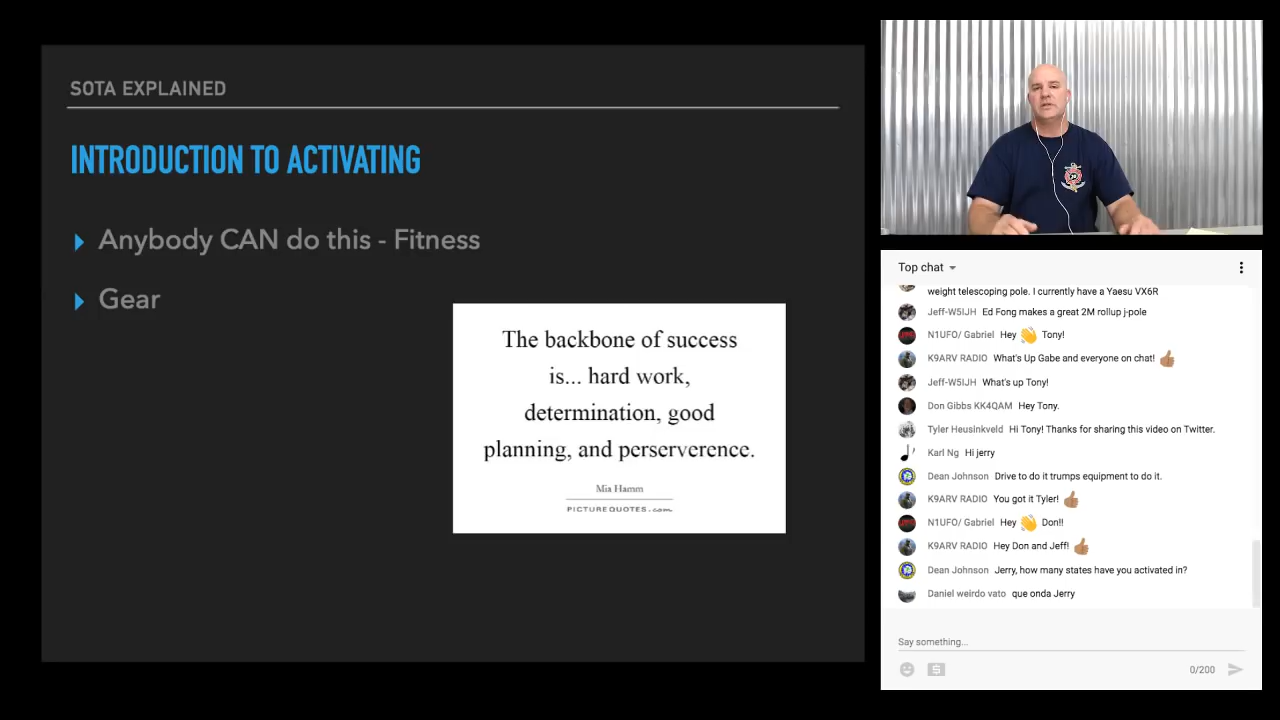 SOTA EXPLAINED
INTRODUCTION TO ACTIVATING
Anybody CAN do this - Fitness
Gear
The backbone of success
is... hard work,
determination, good
planning, and perserverence.
Mia Hamm
PICTUREQUOTES.com
Top chat
weight telescoping pole. I currently have a Yaesu VX6R
Jeff-W5IJH Ed Fong makes a great 2M rollup j-pole
N1UFO/ Gabriel Hey 👋 Tony!
K9ARV RADIO What's Up Gabe and everyone on chat! 👍🏽
Jeff-W5IJH What's up Tony!
Don Gibbs KK4QAM Hey Tony.
Tyler Heusinkveld Hi Tony! Thanks for sharing this video on Twitter.
Karl Ng Hi jerry
Dean Johnson Drive to do it trumps equipment to do it.
K9ARV RADIO You got it Tyler! 👍🏽
N1UFO/ Gabriel Hey 👋 Don!!
K9ARV RADIO Hey Don and Jeff! 👍🏽
Dean Johnson Jerry, how many states have you activated in?
Daniel weirdo vato que onda Jerry
Say something...
0/200